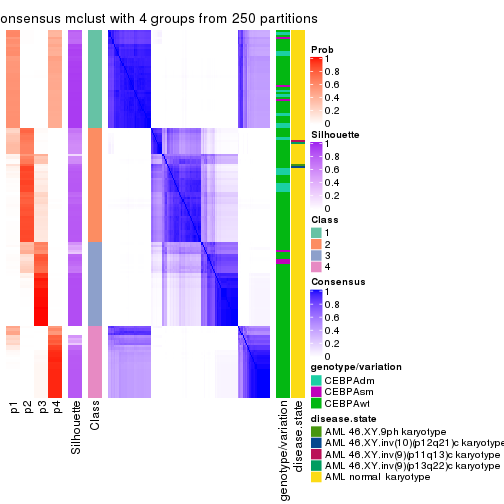 onsensus mclust with 4 groups from 250 partitions
Prob
1
0.8
0.6
0.4
0.2
0
Silhouette
1
0.8
0.6
0.4
0.2
0
Class
1
2
3
4
Consensus
1
0.8
0.6
0.4
0.2
0
genotype/variation
CEBPAdm
CEBPAsm
CEBPAwt
disease.state
AML 46.XY.9ph karyotype
AML 46.XY.inv(10)(p12q21)c karyotype
AML 46.XY.inv(9)(p11q13)c karyotype
AML 46.XY.inv(9)(p13q22)c karyotype
AML normal karyotype
p1
p2
p3
p4
Silhouette
Class
genotype/variation
disease.state